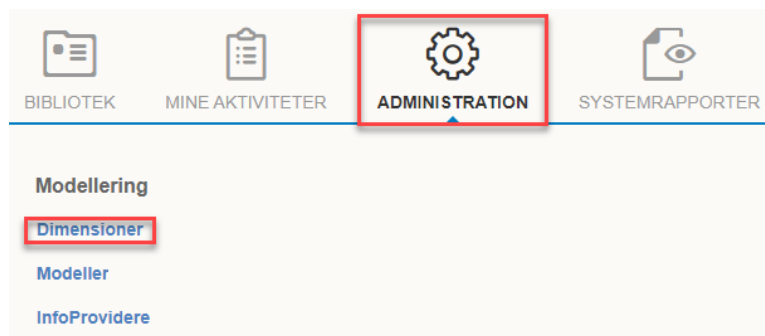 BIBLIOTEK MINE AKTIVITETER ADMINISTRATION SYSTEMRAPPORTER
Modellering
Dimensioner
Modeller
InfoProvidere